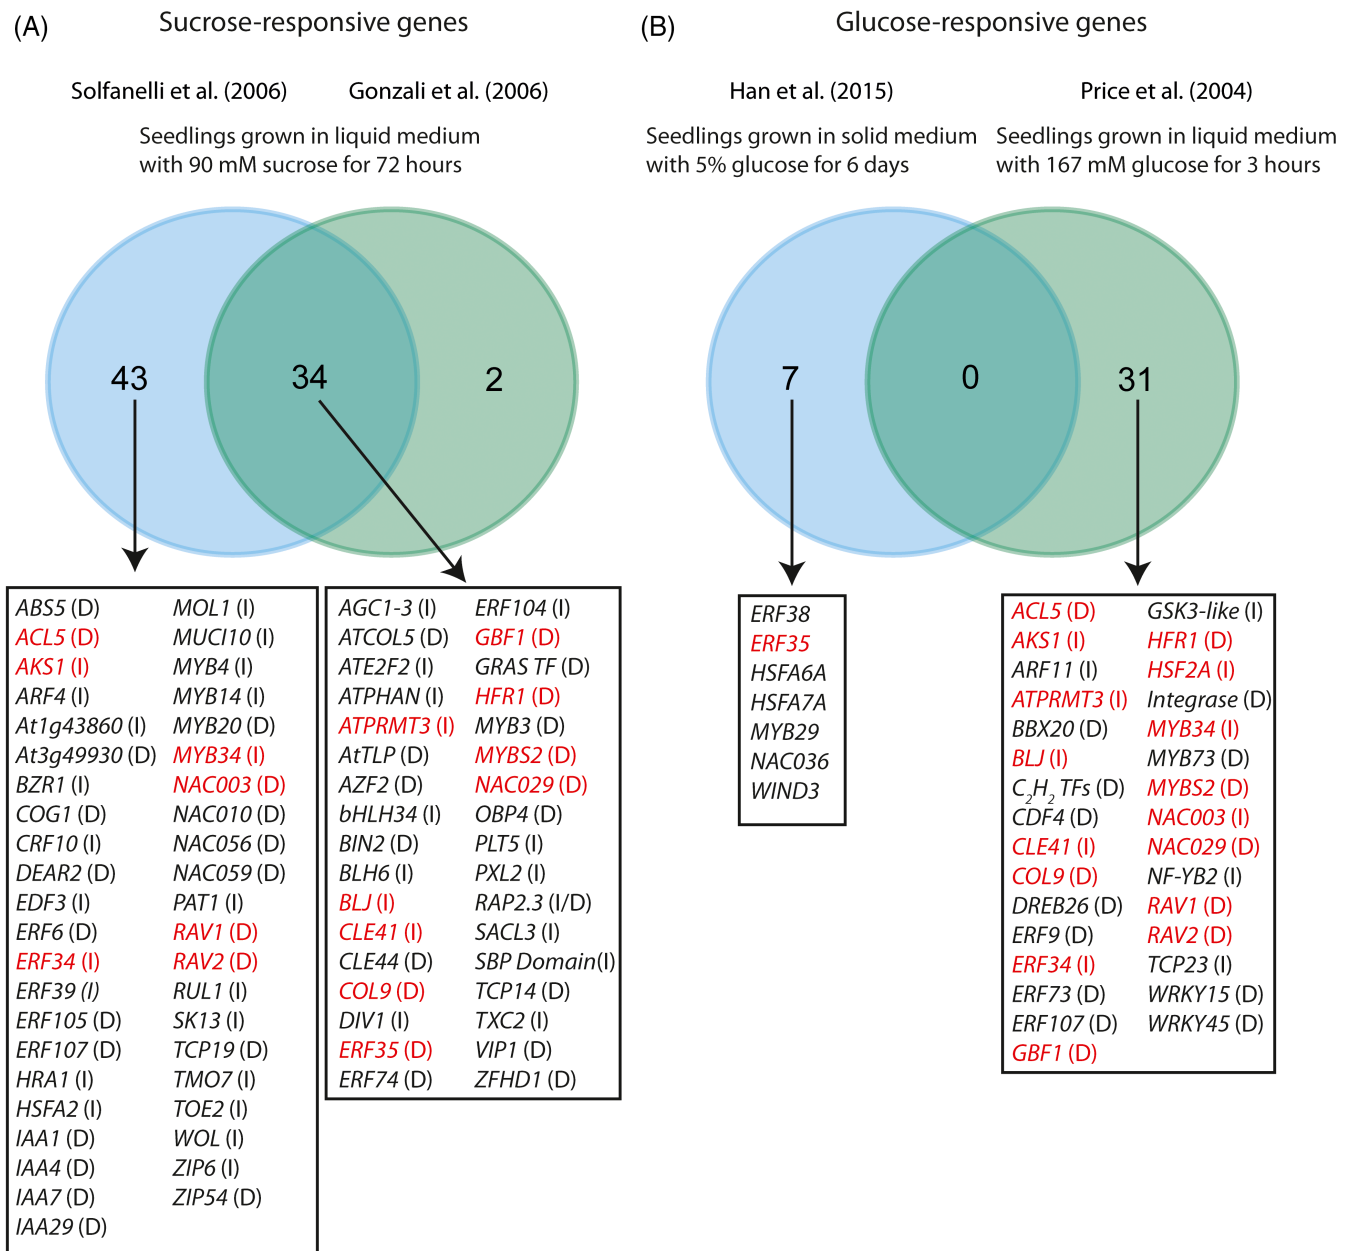 (A)
Sucrose-responsive genes
Solfanelli et al. (2006)
Gonzali et al. (2006)
Seedlings grown in liquid medium
with 90 mM sucrose for 72 hours
43
34
2
ABS5 (D)
ACL5 (D)
AKS1 (I)
ARF4 (I)
At1g43860 (I)
At3g49930 (D)
BZR1 (I)
COG1 (D)
CRF10 (I)
DEAR2 (D)
EDF3 (I)
ERF6 (D)
ERF34 (I)
ERF39 (I)
ERF105 (D)
ERF107 (D)
HRA1 (I)
HSFA2 (I)
IAA1 (D)
IAA4 (D)
IAA7 (D)
IAA29 (D)
MOL1 (I)
MUCI10 (I)
MYB4 (I)
MYB14 (I)
MYB20 (D)
MYB34 (I)
NAC003 (D)
NAC010 (D)
NAC056 (D)
NAC059 (D)
PAT1 (I)
RAV1 (D)
RAV2 (D)
RUL1 (I)
SK13 (I)
TCP19 (D)
TMO7 (I)
TOE2 (I)
WOL (I)
ZIP6 (I)
ZIP54 (D)
AGC1-3 (I)
ATCOL5 (D)
ATE2F2 (I)
ATPHAN (I)
ATPRMT3 (I)
AtTLP (D)
AZF2 (D)
bHLH34 (I)
BIN2 (D)
BLH6 (I)
BLJ (I)
CLE41 (I)
CLE44 (D)
COL9 (D)
DIV1 (I)
ERF35 (D)
ERF74 (D)
ERF104 (I)
GBF1 (D)
GRAS TF (D)
HFR1 (D)
MYB3 (D)
MYBS2 (D)
NAC029 (D)
OBP4 (D)
PLT5 (I)
PXL2 (I)
RAP2.3 (I/D)
SACL3 (I)
SBP Domain(I)
TCP14 (D)
TXC2 (I)
VIP1 (D)
ZFHD1 (D)
(B)
Glucose-responsive genes
Han et al. (2015)
Seedlings grown in solid medium
with 5% glucose for 6 days
Price et al. (2004)
Seedlings grown in liquid medium
with 167 mM glucose for 3 hours
7
0
31
ERF38
ERF35
HSFA6A
HSFA7A
MYB29
NAC036
WIND3
ACL5 (D)
AKS1 (I)
ARF11 (I)
ATPRMT3 (I)
BBX20 (D)
BLJ (I)
C2H2 TFs (D)
CDF4 (D)
CLE41 (I)
COL9 (D)
DREB26 (D)
ERF9 (D)
ERF34 (I)
ERF73 (D)
ERF107 (D)
GBF1 (D)
GSK3-like (I)
HFR1 (D)
HSF2A (I)
Integrase (D)
MYB34 (I)
MYB73 (D)
MYBS2 (D)
NAC003 (I)
NAC029 (D)
NF-YB2 (I)
RAV1 (D)
RAV2 (D)
TCP23 (I)
WRKY15 (D)
WRKY45 (D)